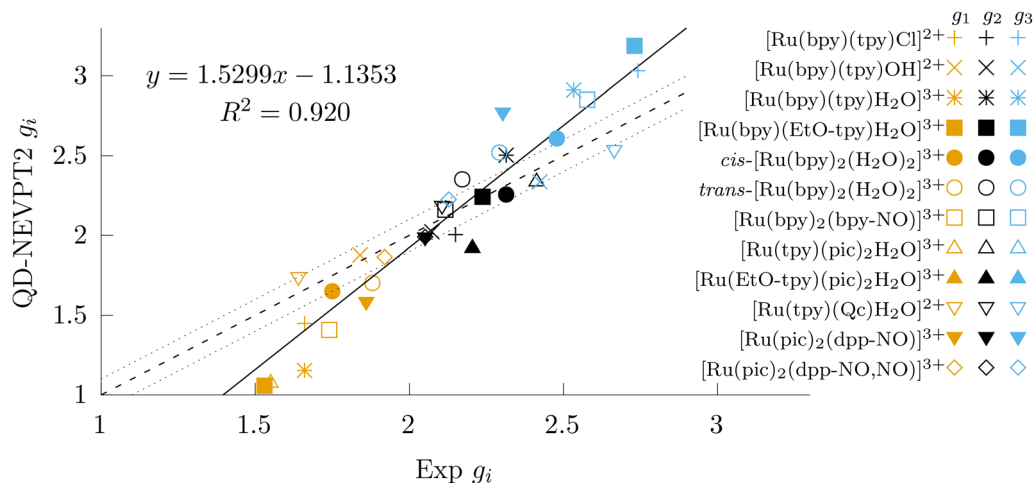 g₁ g₂ g₃
[Ru(bpy)(tpy)Cl]²⁺
[Ru(bpy)(tpy)OH]²⁺
[Ru(bpy)(tpy)H₂O]³⁺
[Ru(bpy)(EtO-tpy)H₂O]³⁺
cis-[Ru(bpy)₂(H₂O)₂]³⁺
trans-[Ru(bpy)₂(H₂O)₂]³⁺
[Ru(bpy)₂(bpy-NO)]³⁺
[Ru(tpy)(pic)₂H₂O]³⁺
[Ru(EtO-tpy)(pic)₂H₂O]³⁺
[Ru(tpy)(Qc)H₂O]²⁺
[Ru(pic)₂(dpp-NO)]³⁺
[Ru(pic)₂(dpp-NO,NO)]³⁺
y = 1.5299x − 1.1353
R² = 0.920
QD-NEVPT2 gᵢ
3
2.5
2
1.5
1
1 1.5 2 2.5 3
Exp gᵢ